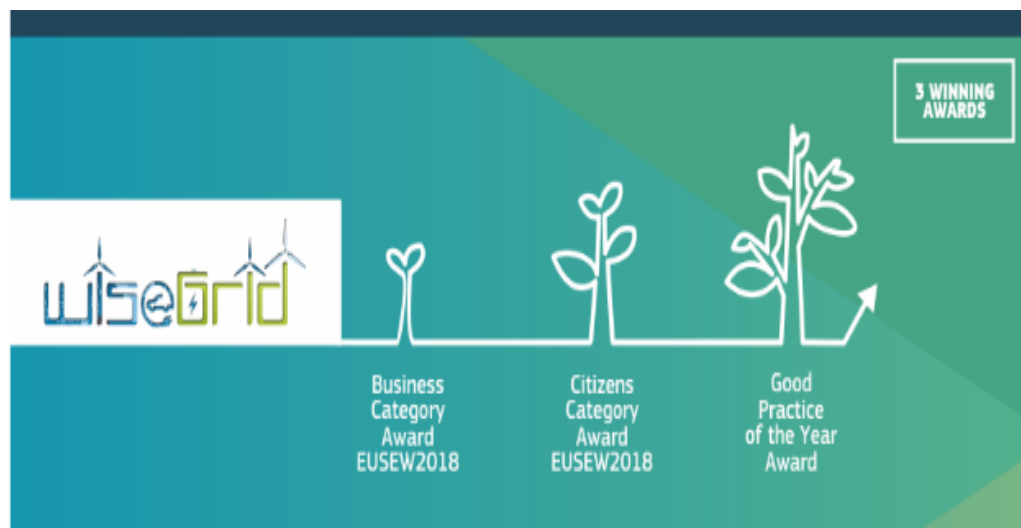 3 WINNING
AWARDS
wiseGrid
Business
Category
Award
EUSEW2018
Citizens
Category
Award
EUSEW2018
Good
Practice
of the Year
Award